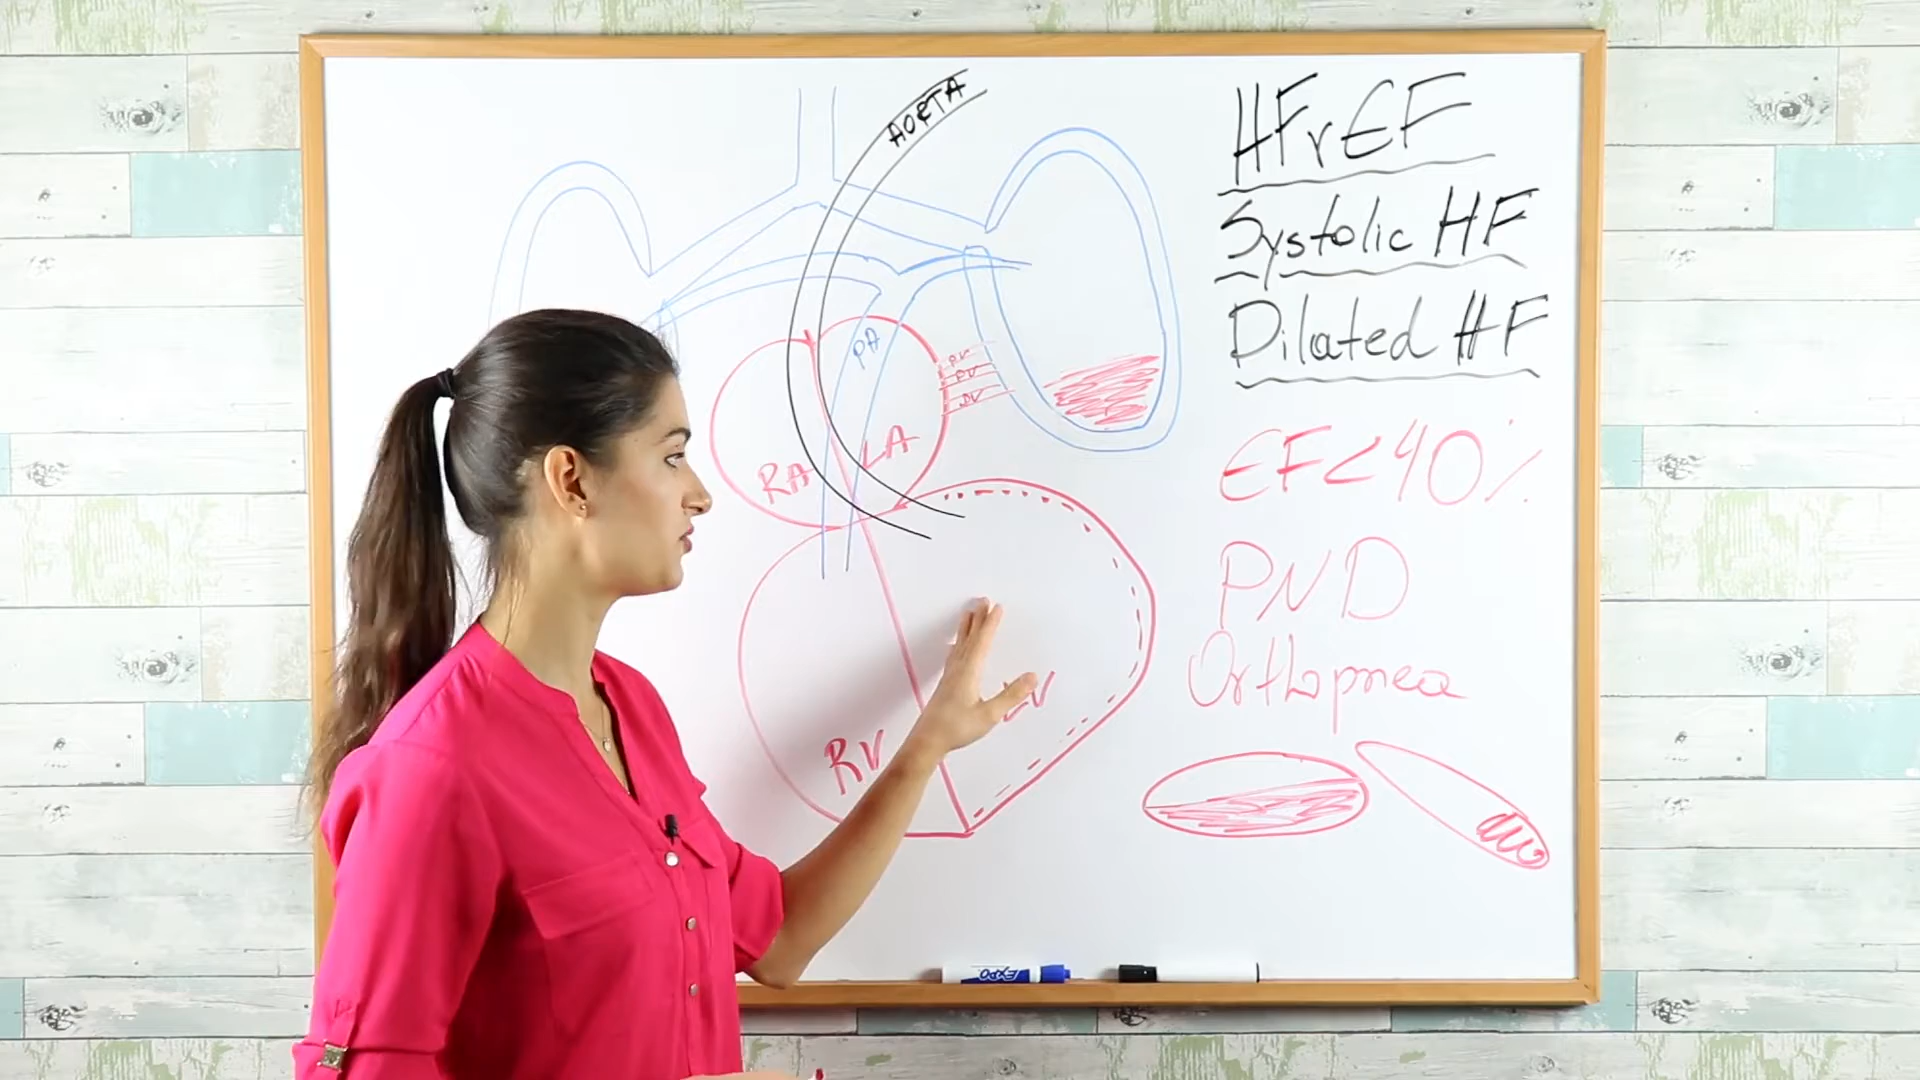 AORTA
HFrEF
Systolic HF
Dilated HF
PA
PV
PV
PV
LA
RA
EF<40%
PND
Orthopnea
LV
RV
EXPO